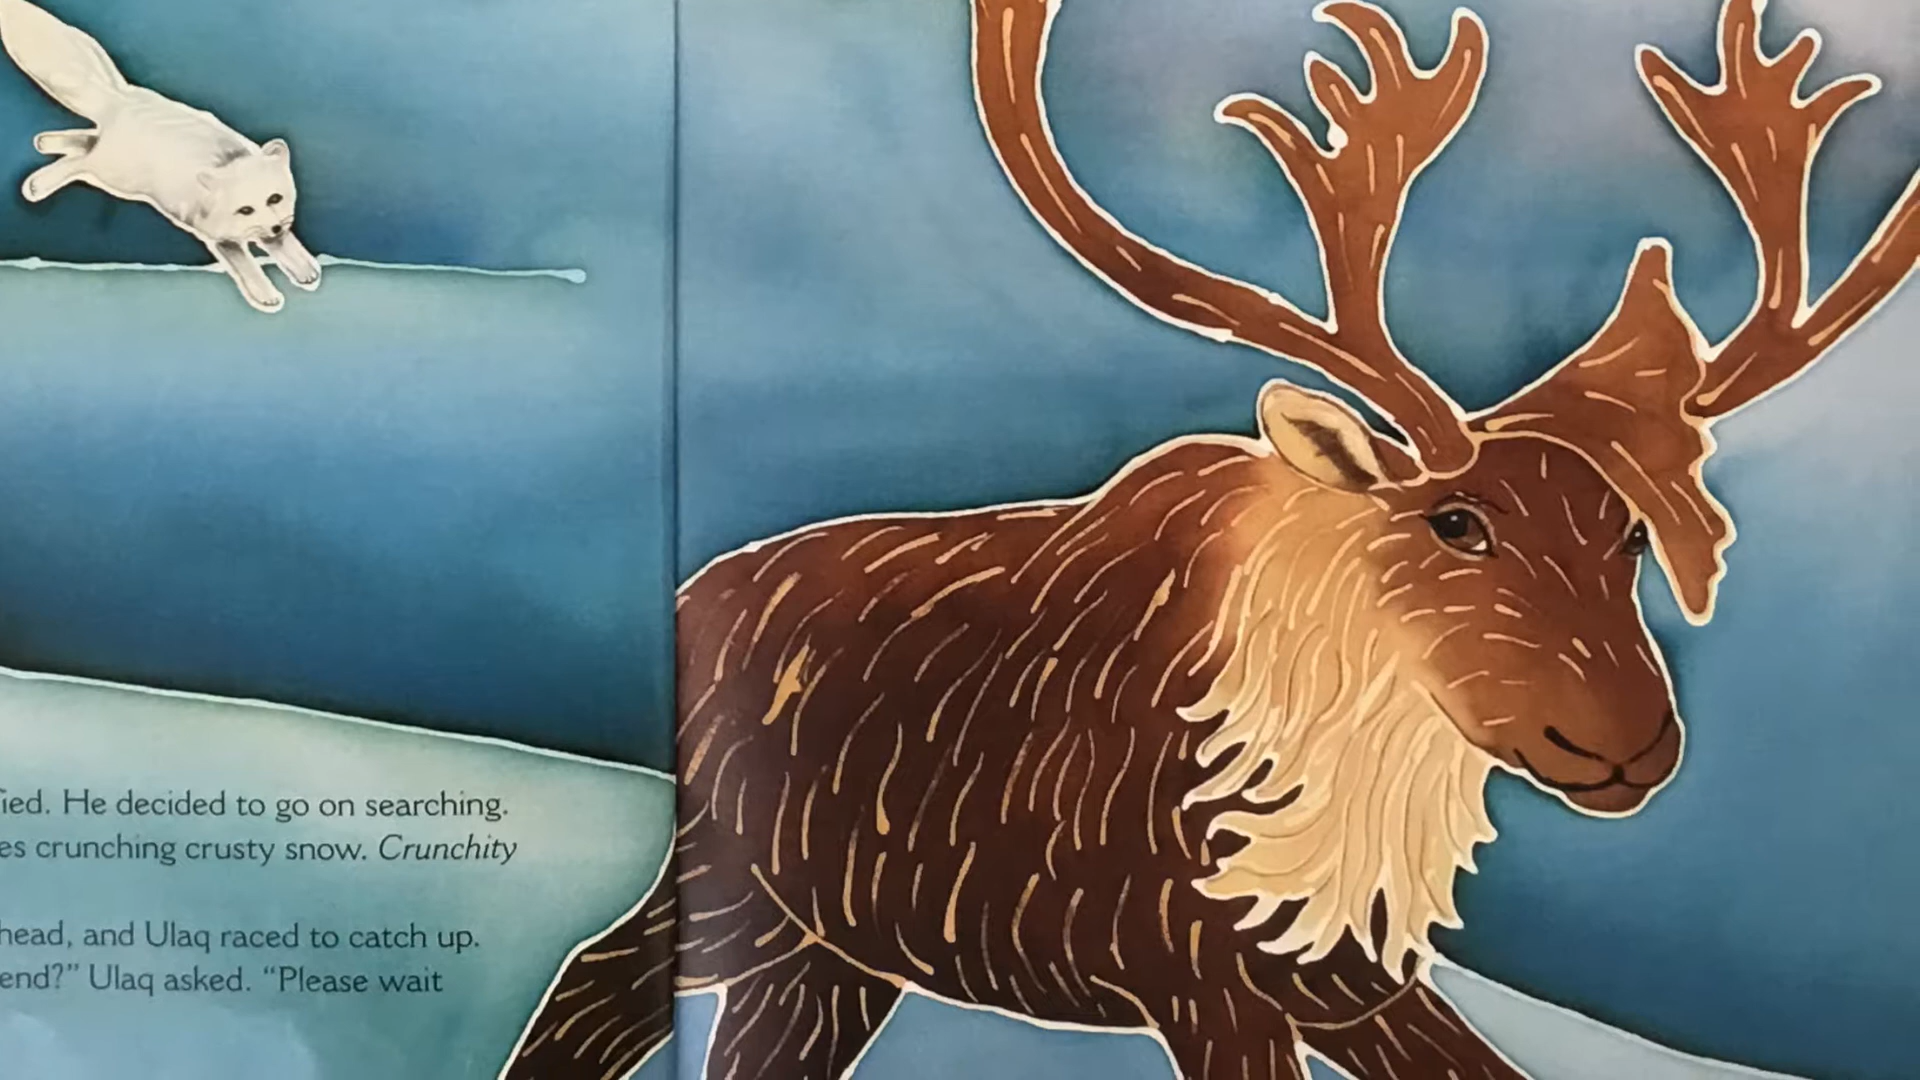 ied. He decided to go on searching.
es crunching crusty snow. Crunchity
head, and Ulaq raced to catch up.
end?” Ulaq asked. “Please wait